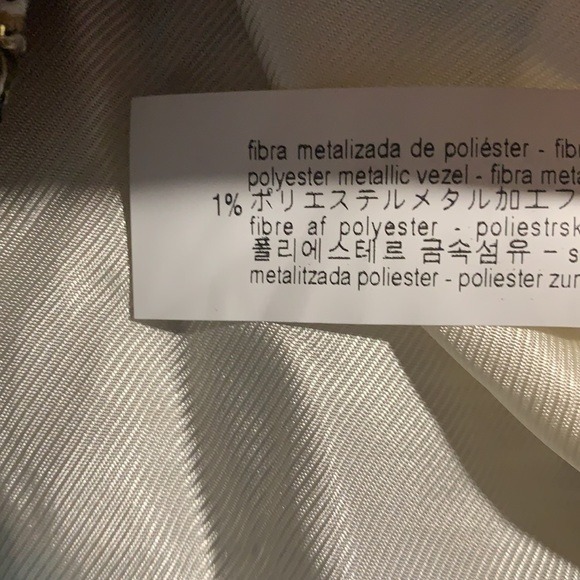 fibra metalizada de poliéster - fib
polyester metallic vezel - fibra meta
1% ポリエステルメタル加工フ
fibre af polyester - poliestrsk
폴리에스테르 금속섬유 – s
metalitzada poliester - poliester zur